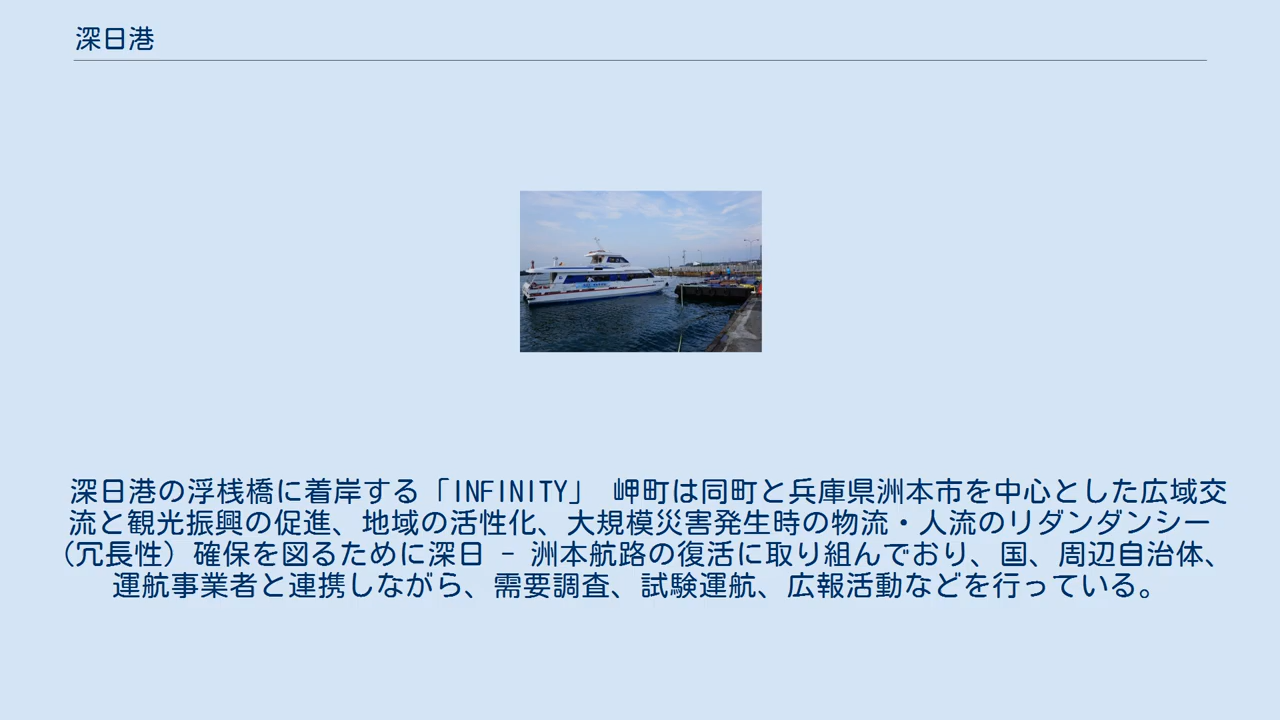 深日港
深日港の浮桟橋に着岸する「INFINITY」 岬町は同町と兵庫県洲本市を中心とした広域交
流と観光振興の促進、地域の活性化、大規模災害発生時の物流・人流のリダンダンシー
(冗長性) 確保を図るために深日 - 洲本航路の復活に取り組んでおり、国、周辺自治体、
運航事業者と連携しながら、需要調査、試験運航、広報活動などを行っている。